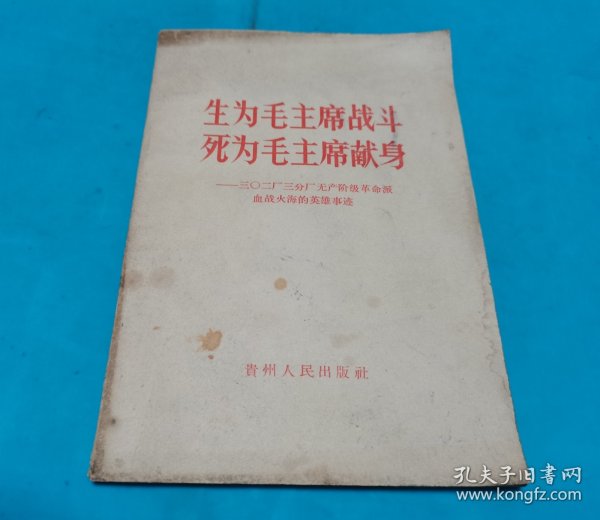 生为毛主席战斗
死为毛主席献身
——三〇二厂三分厂无产阶级革命派
血战火海的英雄事迹
貴州人民出版社
孔夫子旧书网
www.kongfz.com